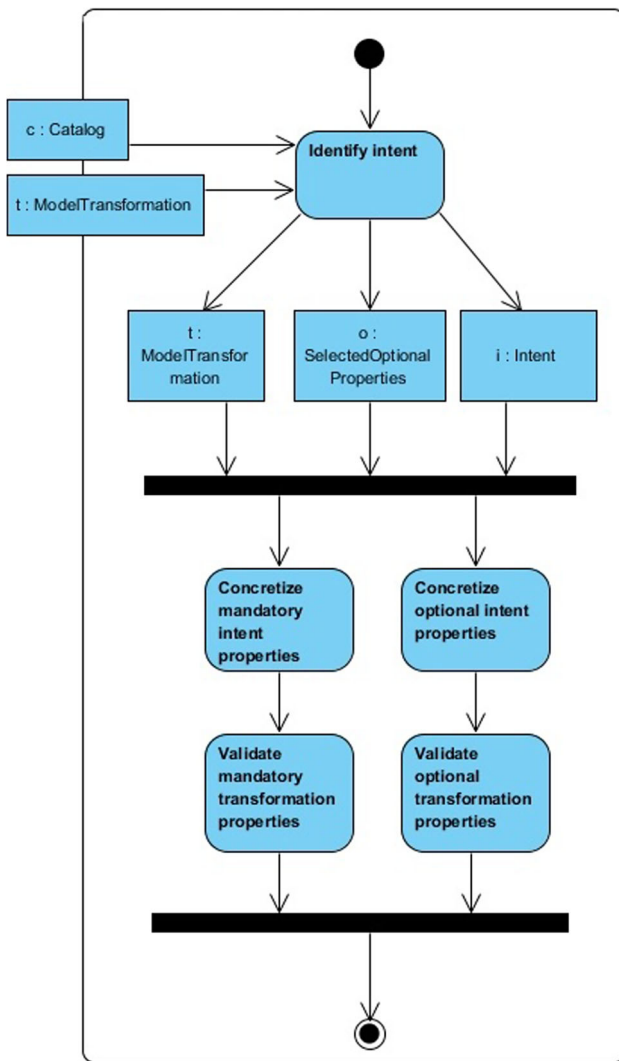 c : Catalog
Identify intent
t : ModelTransformation
t :
ModelTransfor
mation
o :
SelectedOptional
Properties
i : Intent
Concretize
mandatory
intent
properties
Concretize
optional intent
properties
Validate
mandatory
transformation
properties
Validate
optional
transformation
properties